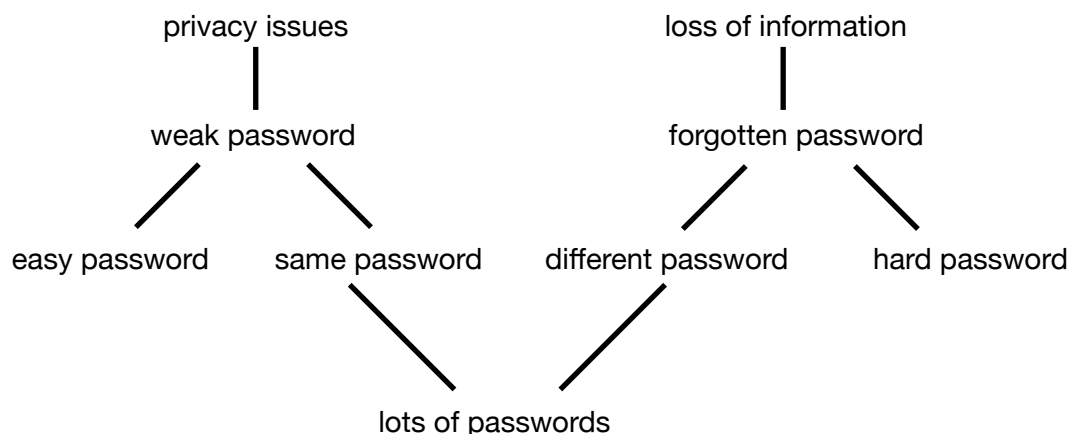 privacy issues
loss of information
weak password
forgotten password
easy password
same password
different password
hard password
lots of passwords